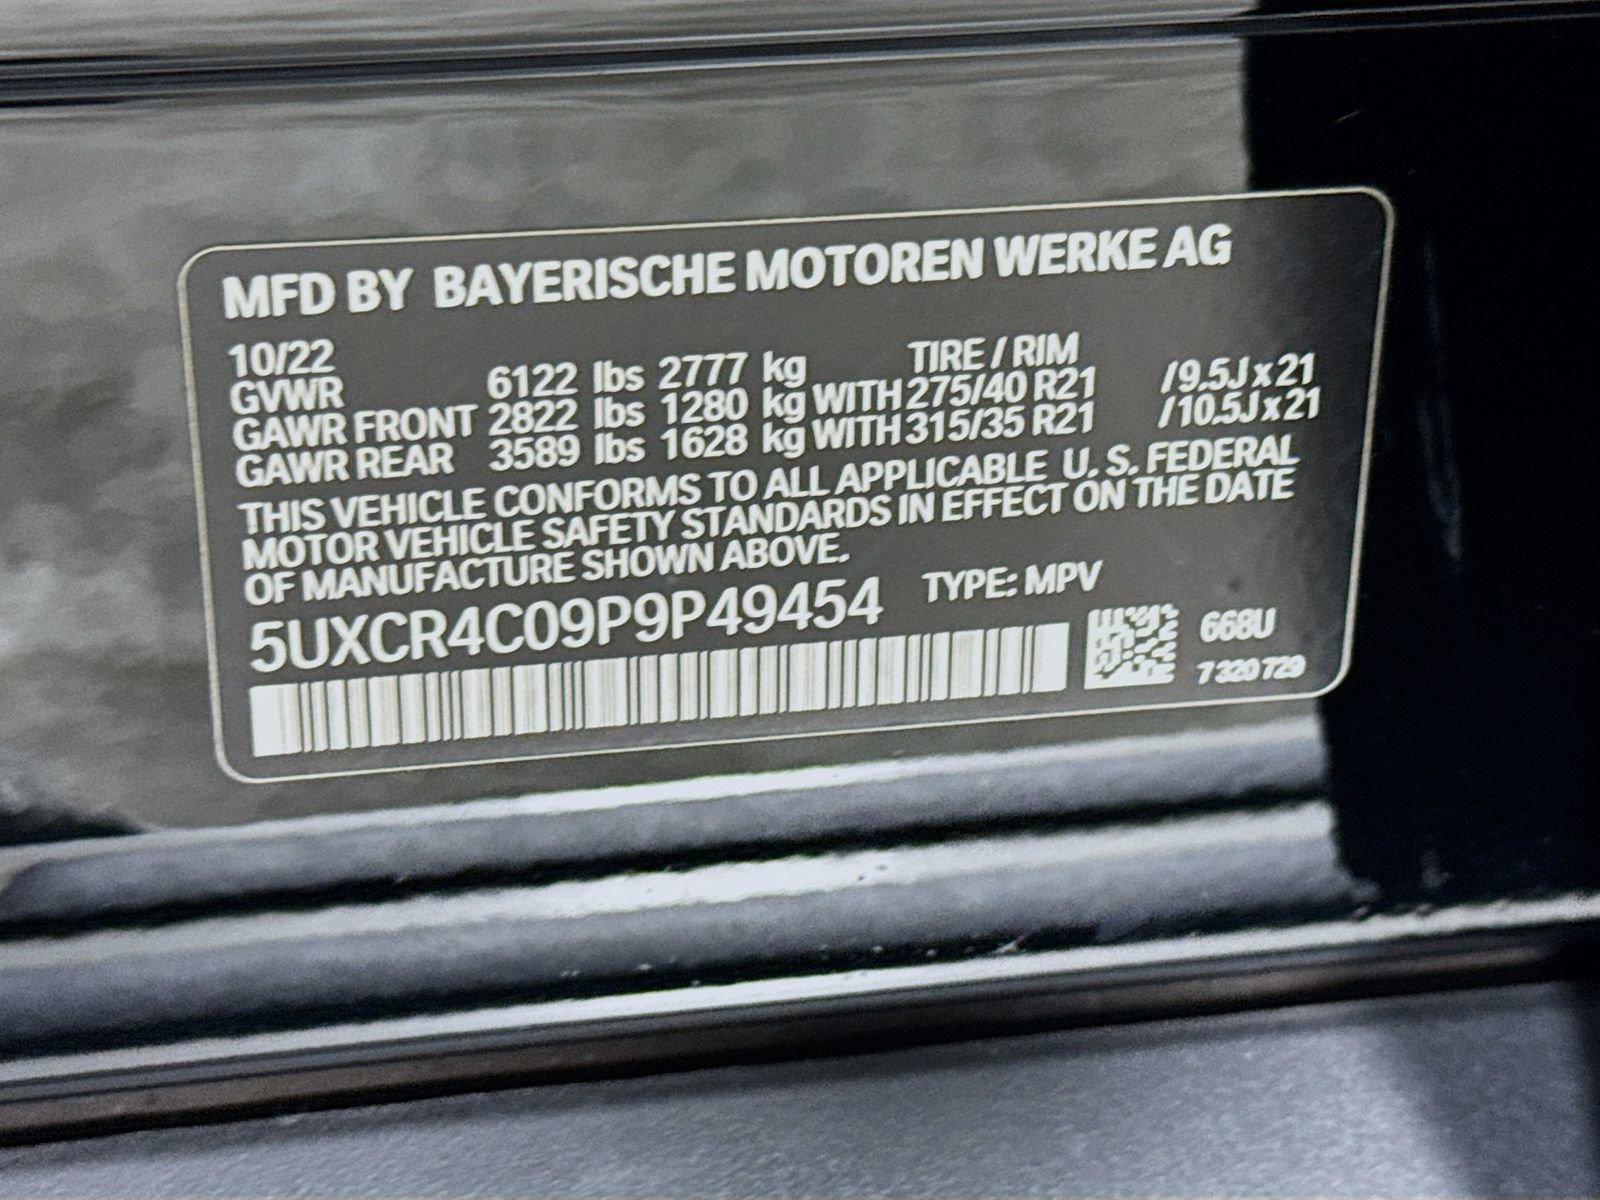 MFD BY BAYERISCHE MOTOREN WERKE AG
10/22 TIRE / RIM
GVWR 6122 lbs 2777 kg
GAWR FRONT 2822 lbs 1280 kg WITH 275/40 R21 /9.5J x 21
GAWR REAR 3589 lbs 1628 kg WITH 315/35 R21 /10.5J x 21
THIS VEHICLE CONFORMS TO ALL APPLICABLE U. S. FEDERAL
MOTOR VEHICLE SAFETY STANDARDS IN EFFECT ON THE DATE
OF MANUFACTURE SHOWN ABOVE.
5UXCR4C09P9P49454 TYPE: MPV
668U
7 320 729